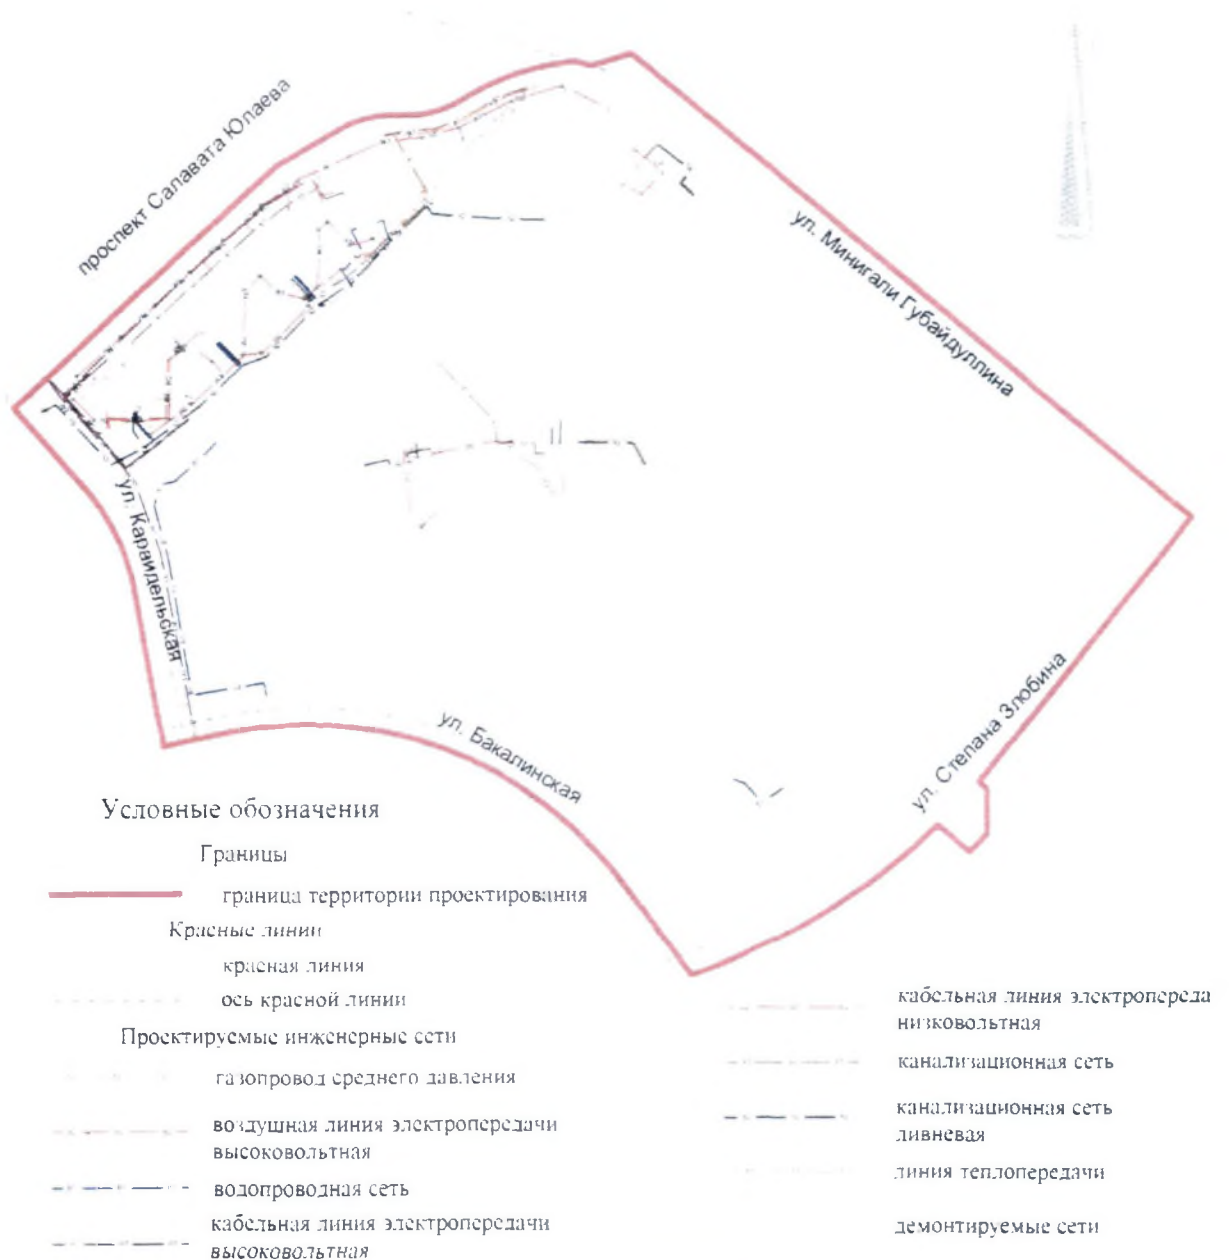 проспект Салавата Юлаева
ул. Минигали Губайдуллина
ул. Караидельская
ул. Бакалинская
ул. Степана Злобина
Условные обозначения
Границы
граница территории проектирования
Красные линии
красная линия
ось красной линии
Проектируемые инженерные сети
газопровод среднего давления
воздушная линия электропередачи
высоковольтная
водопроводная сеть
кабельная линия электропередачи
высоковольтная
кабельная линия электропереда
низковольтная
канализационная сеть
канализационная сеть
ливневая
линия теплопередачи
демонтируемые сети